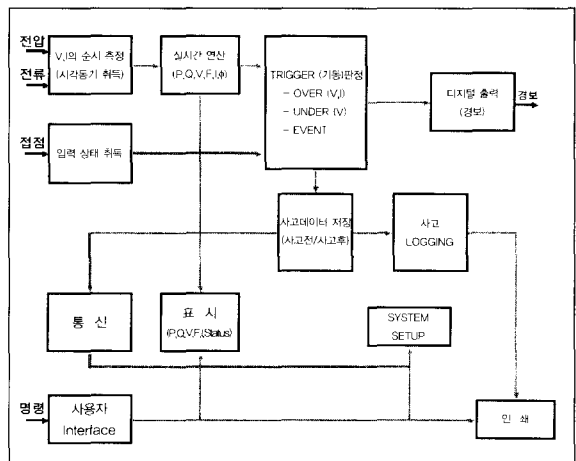 전압
전류
V,I의 순시 측정
(시각동기 취득)
실시간 연산
(P,Q,V,F,I,ϕ)
TRIGGER (기동)판정
– OVER (V,I)
– UNDER (V)
– EVENT
디지털 출력
(경보)
경보
접점
입력 상태 취득
사고데이터 저장
(사고전/사고후)
사고
LOGGING
통 신
표 시
(P,Q,V,F,I,Status)
SYSTEM
SETUP
명령
사용자
Interface
인 쇄